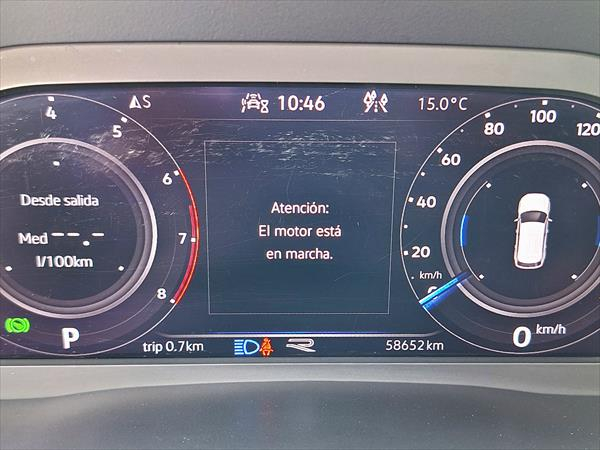 S
10:46
15.0°C
4
5
6
7
8
Desde salida
Med --.-
l/100km
P
Atención:
El motor está
en marcha.
0
20
40
60
80
100
120
km/h
0 km/h
trip 0.7km
R
58652 km